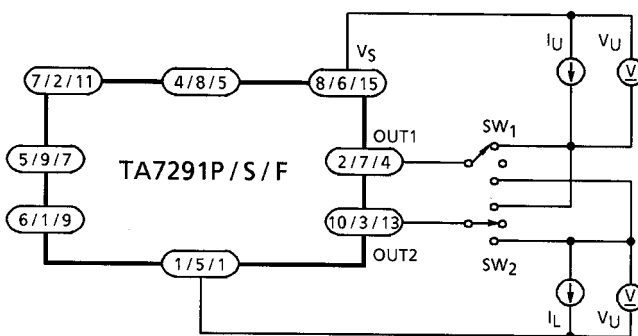 VS
IU
VU
7/2/11
4/8/5
8/6/15
V
OUT1
SW1
5/9/7
TA7291P/S/F
2/7/4
6/1/9
10/3/13
OUT2
SW2
1/5/1
IL
VU
V